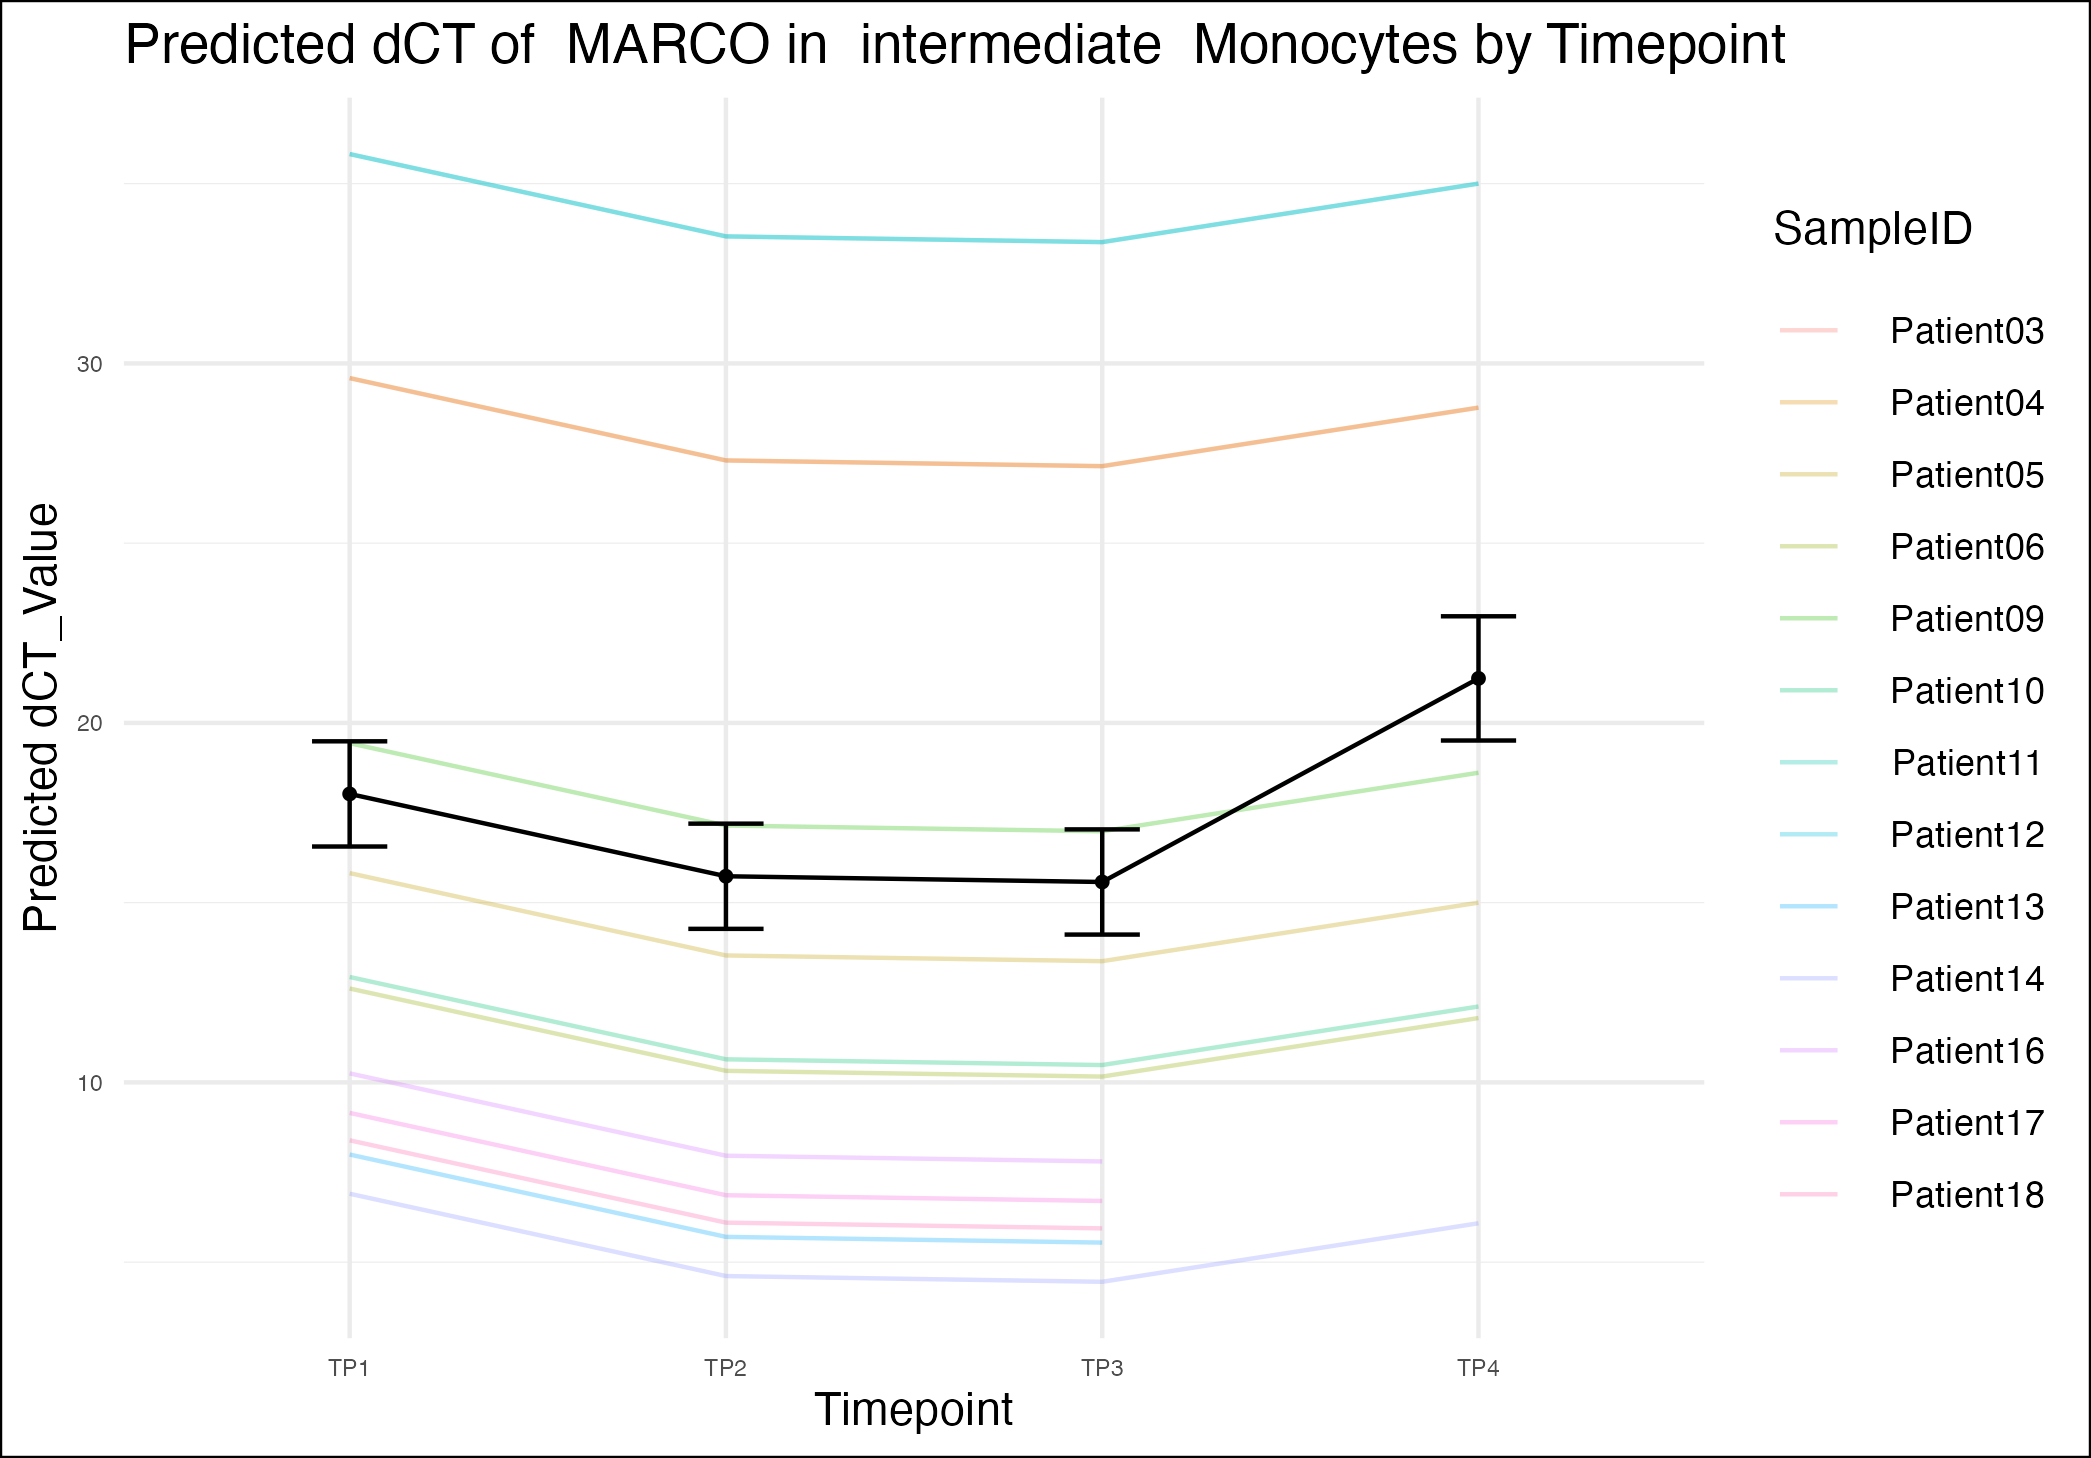 Predicted dCT of  MARCO in  intermediate  Monocytes by Timepoint
Predicted dCT_Value
30
20
10
TP1
TP2
TP3
TP4
Timepoint
SampleID
Patient03
Patient04
Patient05
Patient06
Patient09
Patient10
Patient11
Patient12
Patient13
Patient14
Patient16
Patient17
Patient18